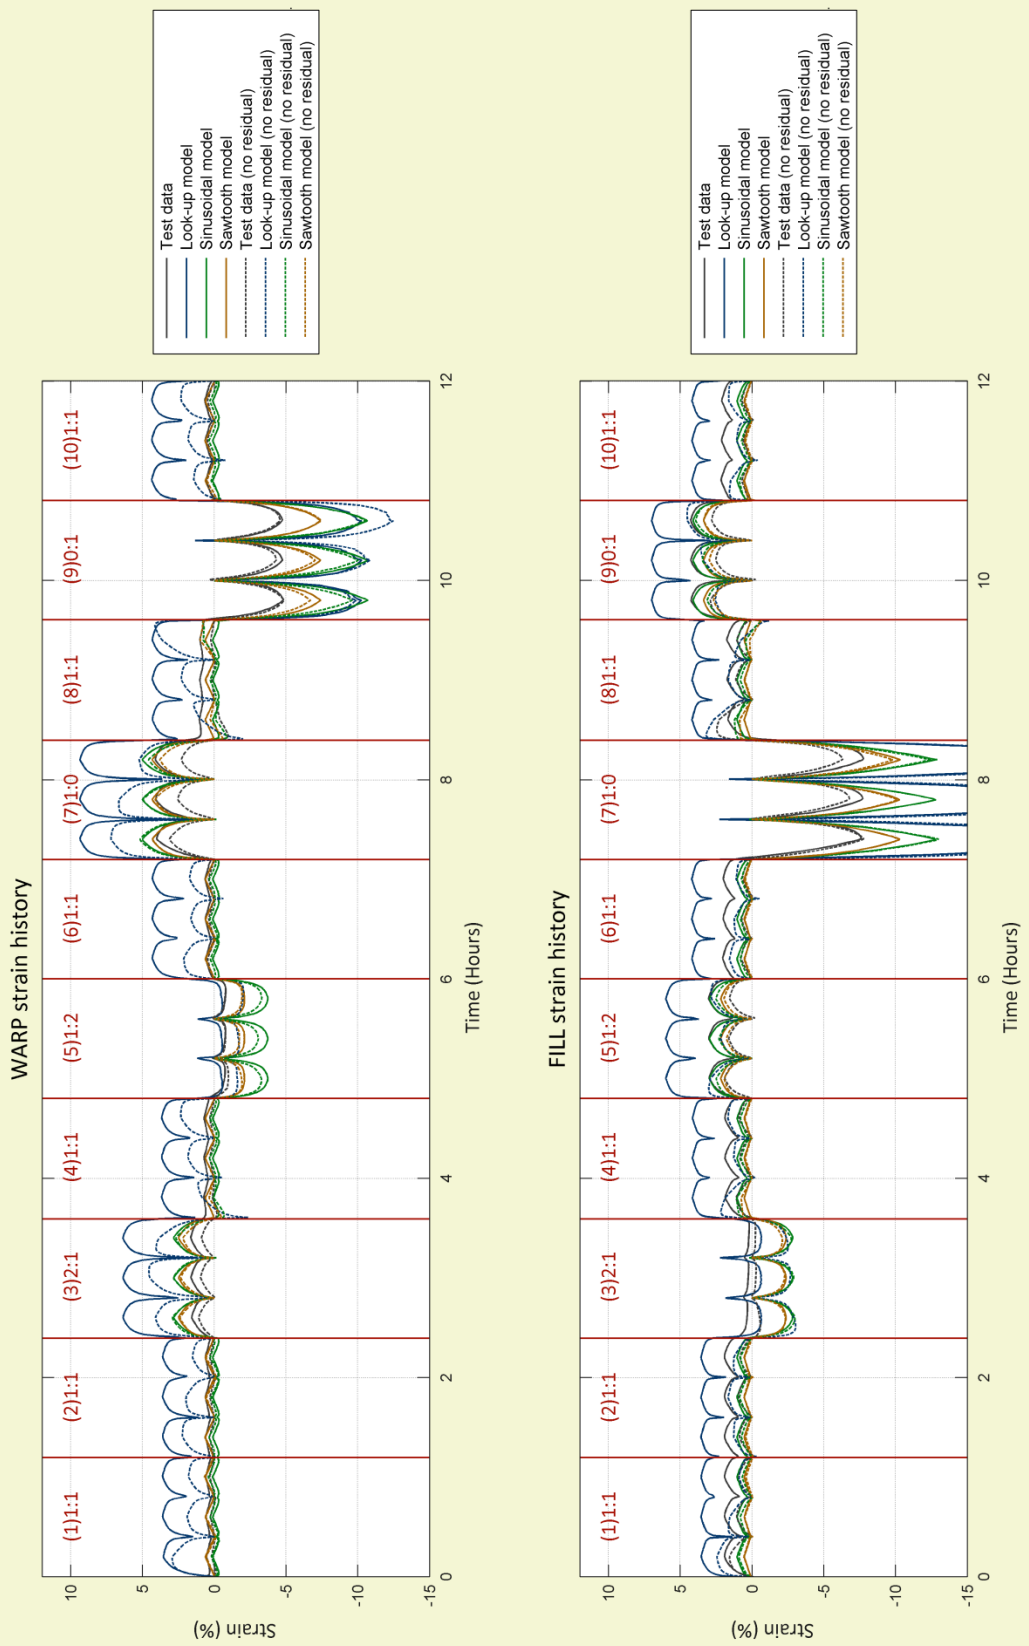 WARP strain history
Strain (%)
10
5
0
-5
-10
-15
(1)1:1
(2)1:1
(3)2:1
(4)1:1
(5)1:2
(6)1:1
(7)1:0
(8)1:1
(9)0:1
(10)1:1
0
2
4
6
8
10
12
Time (Hours)
Test data
Look-up model
Sinusoidal model
Sawtooth model
Test data (no residual)
Look-up model (no residual)
Sinusoidal model (no residual)
Sawtooth model (no residual)
FILL strain history
Strain (%)
10
5
0
-5
-10
-15
(1)1:1
(2)1:1
(3)2:1
(4)1:1
(5)1:2
(6)1:1
(7)1:0
(8)1:1
(9)0:1
(10)1:1
0
2
4
6
8
10
12
Time (Hours)
Test data
Look-up model
Sinusoidal model
Sawtooth model
Test data (no residual)
Look-up model (no residual)
Sinusoidal model (no residual)
Sawtooth model (no residual)